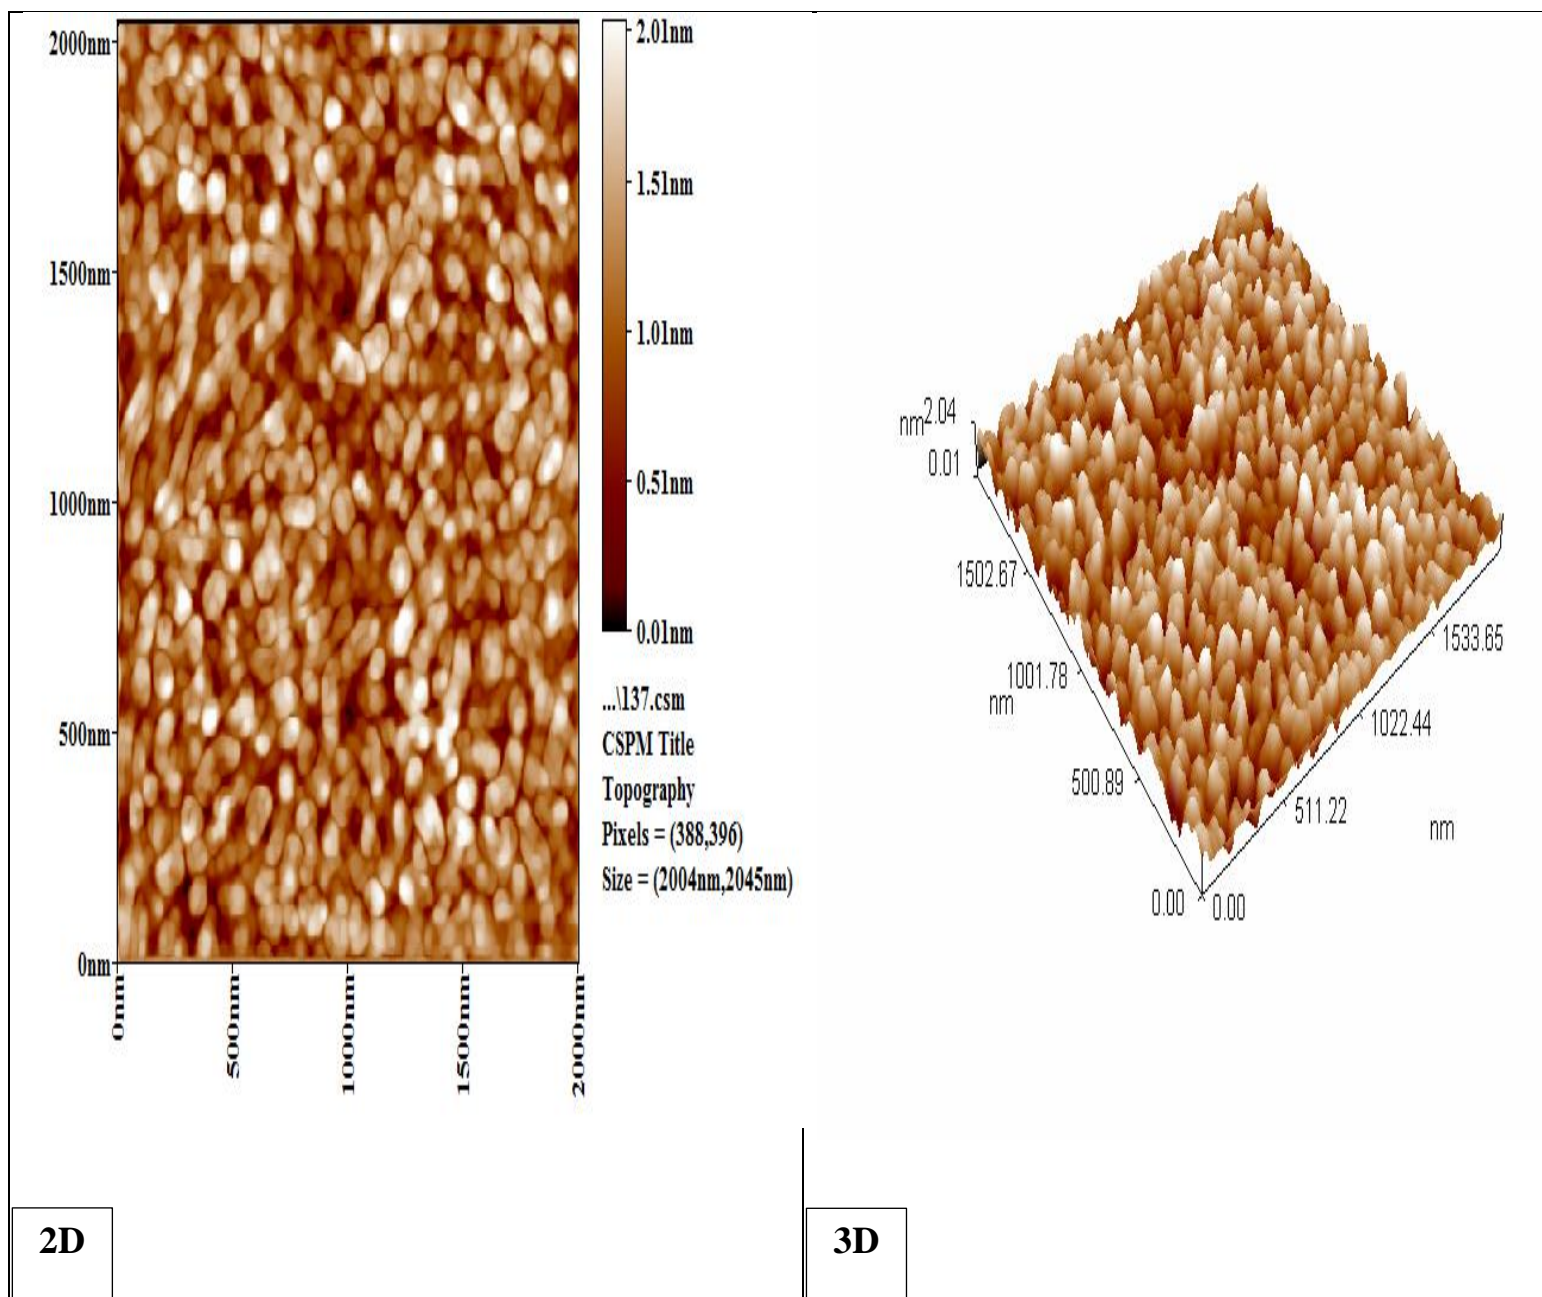 2000nm
1500nm
1000nm
500nm
0nm
0nm
500nm
1000nm
1500nm
2000nm
2.01nm
1.51nm
1.01nm
0.51nm
0.01nm
...\137.csm
CSPM Title
Topography
Pixels = (388,396)
Size = (2004nm,2045nm)
2D
nm 2.04
0.01
1502.67
1001.78
nm
500.89
0.00
0.00
511.22
1022.44
1533.65
nm
3D